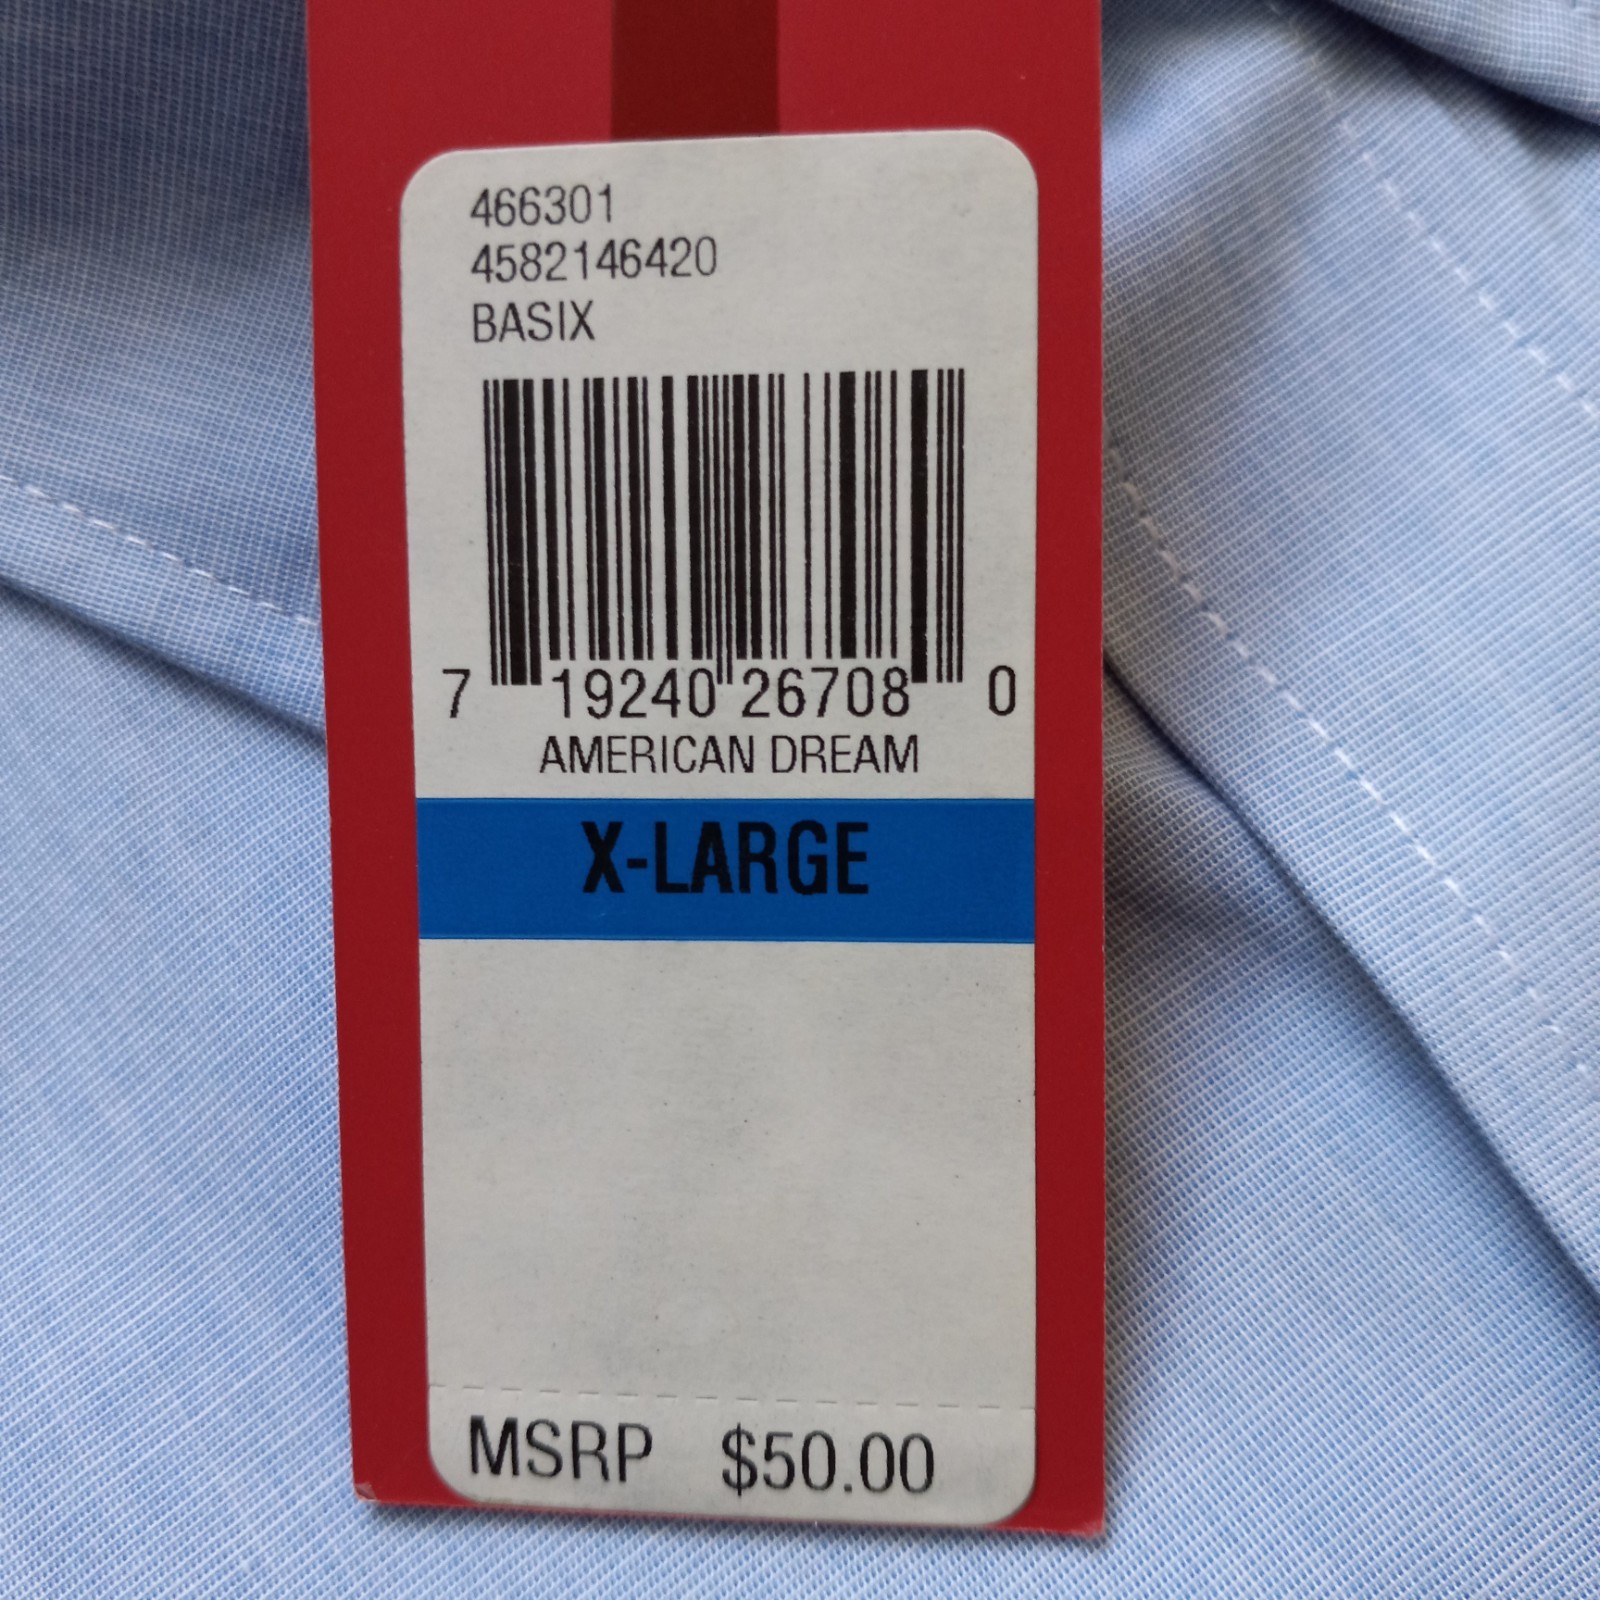 466301
4582146420
BASIX
7 19240 26708 0
AMERICAN DREAM
X-LARGE
MSRP $50.00